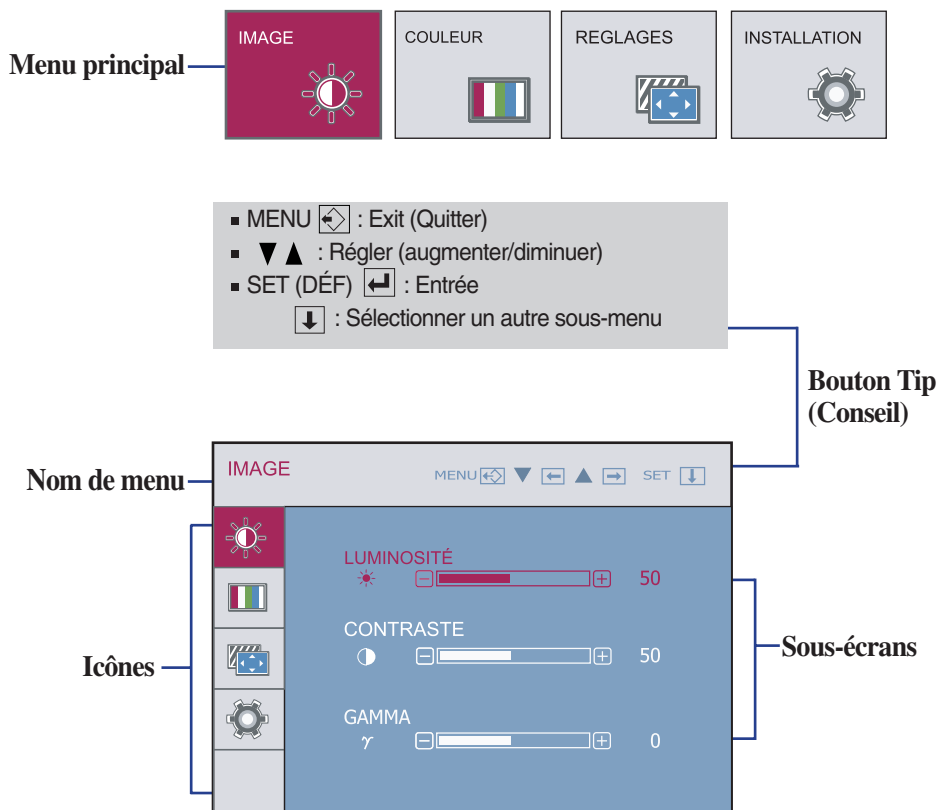 IMAGE
COULEUR
REGLAGES
INSTALLATION
Menu principal
MENU : Exit (Quitter)
▼▲ : Régler (augmenter/diminuer)
SET (DÉF) : Entrée
: Sélectionner un autre sous-menu
Bouton Tip
(Conseil)
Nom de menu
IMAGE
MENU ▼ ← ▲ → SET ↓
LUMINOSITÉ
50
CONTRASTE
50
Icônes
Sous-écrans
GAMMA
γ 0